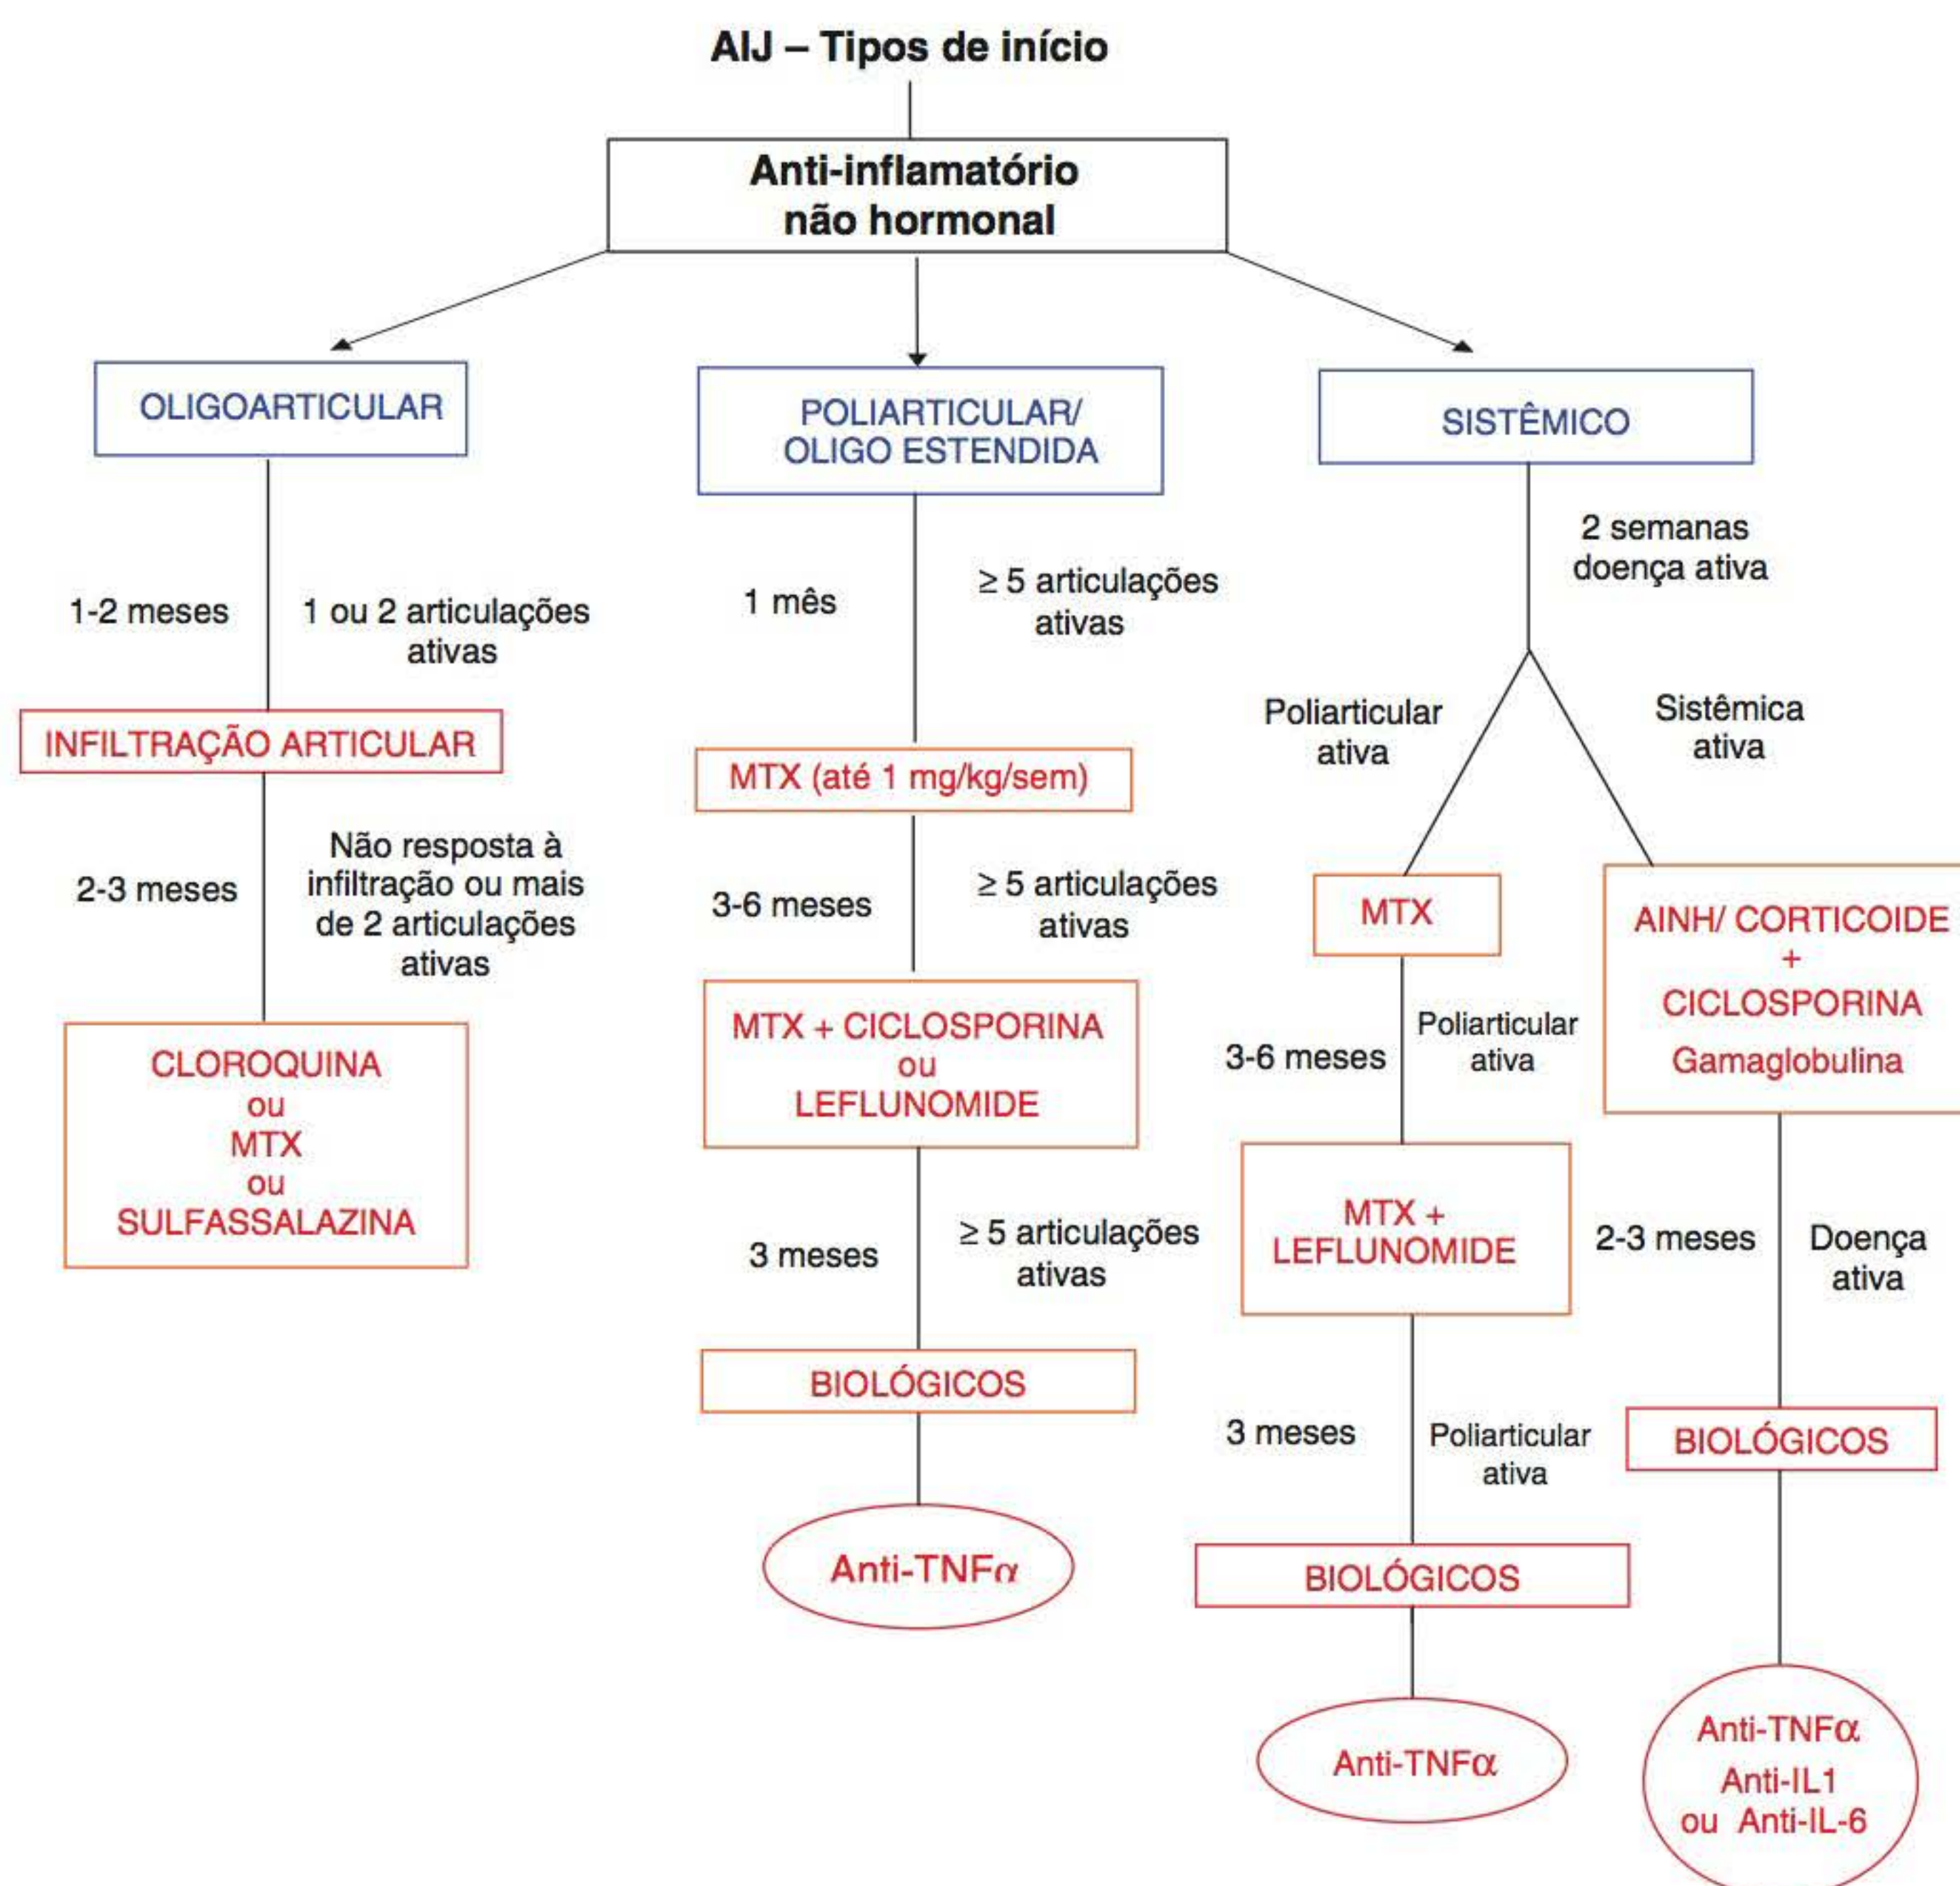 AIJ – Tipos de início
Anti-inflamatório
não hormonal
OLIGOARTICULAR
1-2 meses
1 ou 2 articulações
ativas
INFILTRAÇÃO ARTICULAR
2-3 meses
Não resposta à
infiltração ou mais
de 2 articulações
ativas
CLOROQUINA
ou
MTX
ou
SULFASSALAZINA
POLIARTICULAR/
OLIGO ESTENDIDA
1 mês
≥ 5 articulações
ativas
MTX (até 1 mg/kg/sem)
3-6 meses
≥ 5 articulações
ativas
MTX + CICLOSPORINA
ou
LEFLUNOMIDE
3 meses
≥ 5 articulações
ativas
BIOLÓGICOS
Anti-TNFα
SISTÊMICO
2 semanas
doença ativa
Poliarticular
ativa
MTX
3-6 meses
Poliarticular
ativa
MTX +
LEFLUNOMIDE
3 meses
Poliarticular
ativa
BIOLÓGICOS
Anti-TNFα
Sistêmica
ativa
AINH/ CORTICOIDE
+
CICLOSPORINA
Gamaglobulina
2-3 meses
Doença
ativa
BIOLÓGICOS
Anti-TNFα
Anti-IL1
ou Anti-IL-6